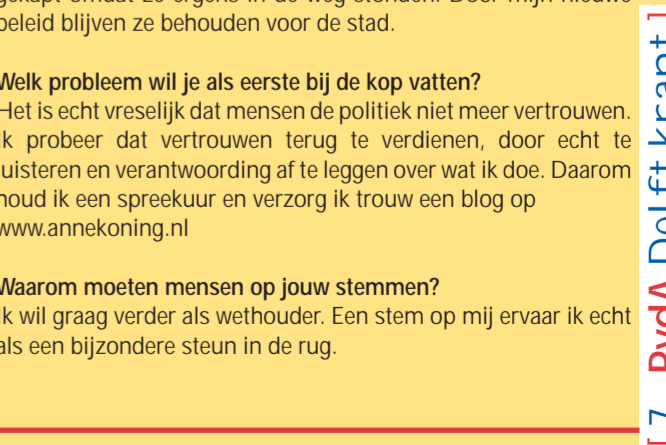 beleid blijven ze behouden voor de stad.
Welk probleem wil je als eerste bij de kop vatten?
Het is echt vreselijk dat mensen de politiek niet meer vertrouwen.
Ik probeer dat vertrouwen terug te verdienen, door echt te
luisteren en verantwoording af te leggen over wat ik doe. Daarom
houd ik een spreekuur en verzorg ik trouw een blog op
www.annekoning.nl
Waarom moeten mensen op jouw stemmen?
Ik wil graag verder als wethouder. Een stem op mij ervaar ik echt
als een bijzondere steun in de rug.
[ 7 PvdA Delft krant ]